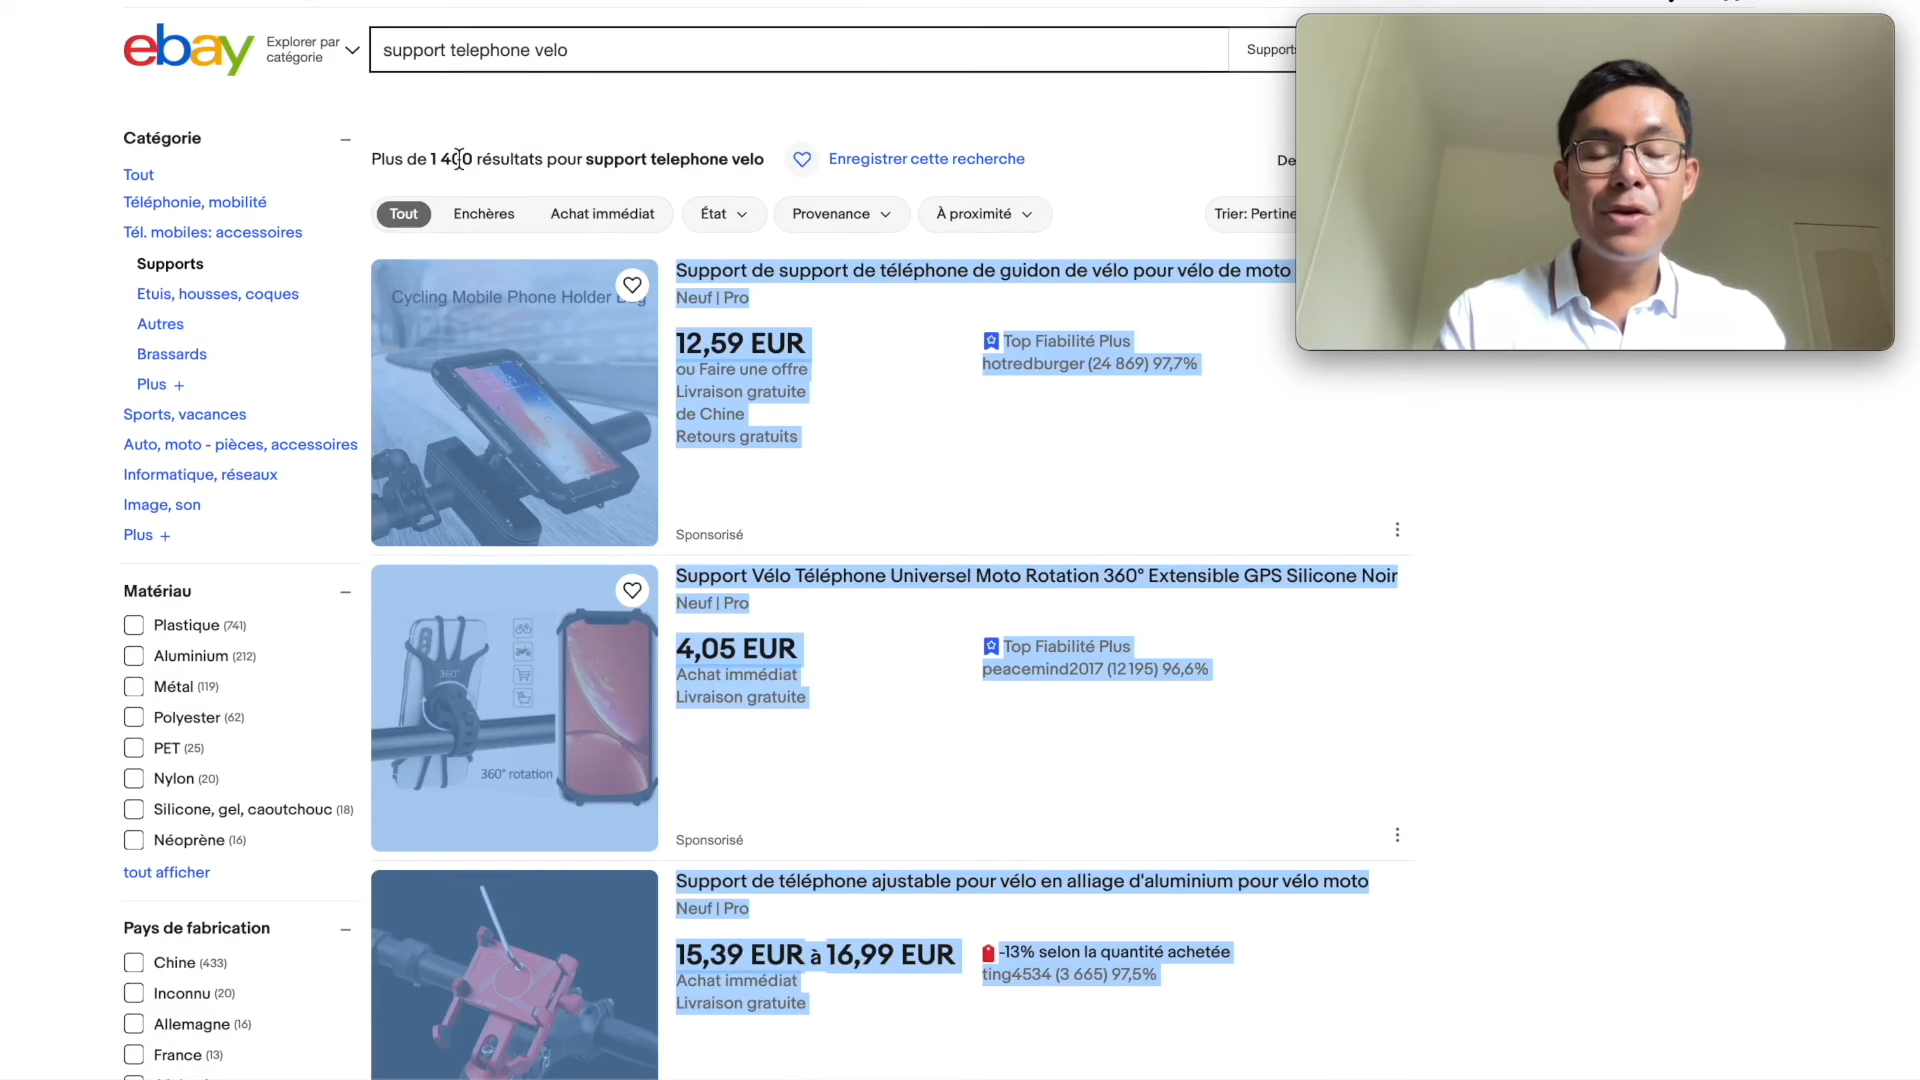 ebay
Explorer par
catégorie
support telephone velo
Supports
Catégorie
Tout
Téléphonie, mobilité
Tél. mobiles: accessoires
Supports
Etuis, housses, coques
Autres
Brassards
Plus +
Sports, vacances
Auto, moto - pièces, accessoires
Informatique, réseaux
Image, son
Plus +
Matériau
Plastique (741)
Aluminium (212)
Métal (119)
Polyester (62)
PET (25)
Nylon (20)
Silicone, gel, caoutchouc (18)
Néoprène (16)
tout afficher
Pays de fabrication
Chine (433)
Inconnu (20)
Allemagne (16)
France (13)
Plus de 1 400 résultats pour support telephone velo
Enregistrer cette recherche
De
Tout
Enchères
Achat immédiat
État
Provenance
À proximité
Trier: Pertine
Cycling Mobile Phone Holder
Support de support de téléphone de guidon de vélo pour vélo de moto
Neuf | Pro
12,59 EUR
ou Faire une offre
Livraison gratuite
de Chine
Retours gratuits
Top Fiabilité Plus
hotredburger (24 869) 97,7%
Sponsorisé
360°
360° rotation
Support Vélo Téléphone Universel Moto Rotation 360° Extensible GPS Silicone Noir
Neuf | Pro
4,05 EUR
Achat immédiat
Livraison gratuite
Top Fiabilité Plus
peacemind2017 (12 195) 96,6%
Sponsorisé
Support de téléphone ajustable pour vélo en alliage d'aluminium pour vélo moto
Neuf | Pro
15,39 EUR à 16,99 EUR
Achat immédiat
Livraison gratuite
-13% selon la quantité achetée
ting4534 (3 665) 97,5%